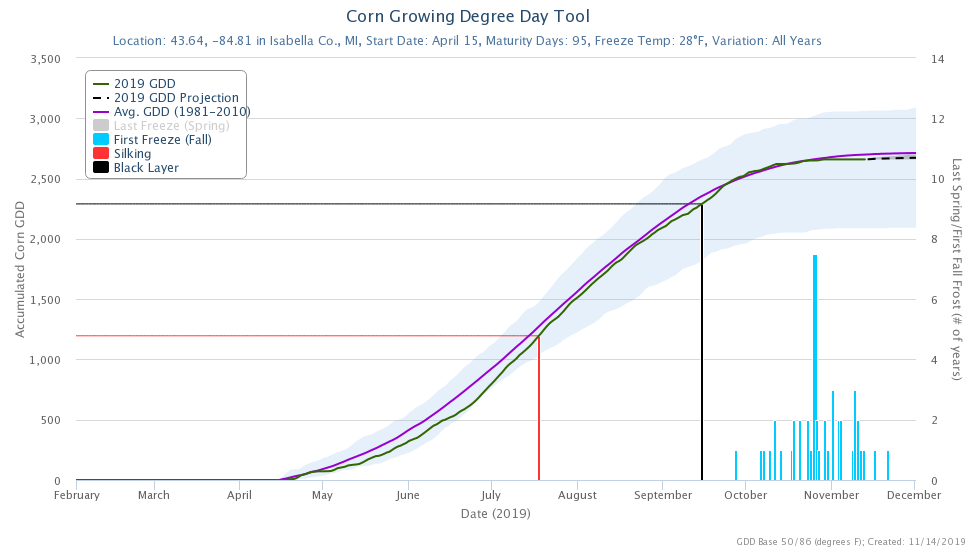 Corn Growing Degree Day Tool
Location: 43.64, -84.81 in Isabella Co., MI, Start Date: April 15, Maturity Days: 95, Freeze Temp: 28°F, Variation: All Years
3,500
3,000
2,500
2,000
1,500
1,000
500
0
Accumulated Corn GDD
2019 GDD
2019 GDD Projection
Avg. GDD (1981-2010)
Last Freeze (Spring)
First Freeze (Fall)
Silking
Black Layer
14
12
10
8
6
4
2
0
Last Spring/First Fall Frost (# of years)
February March April May June July August September October November December
Date (2019)
GDD Base 50/86 (degrees F); Created: 11/14/2019